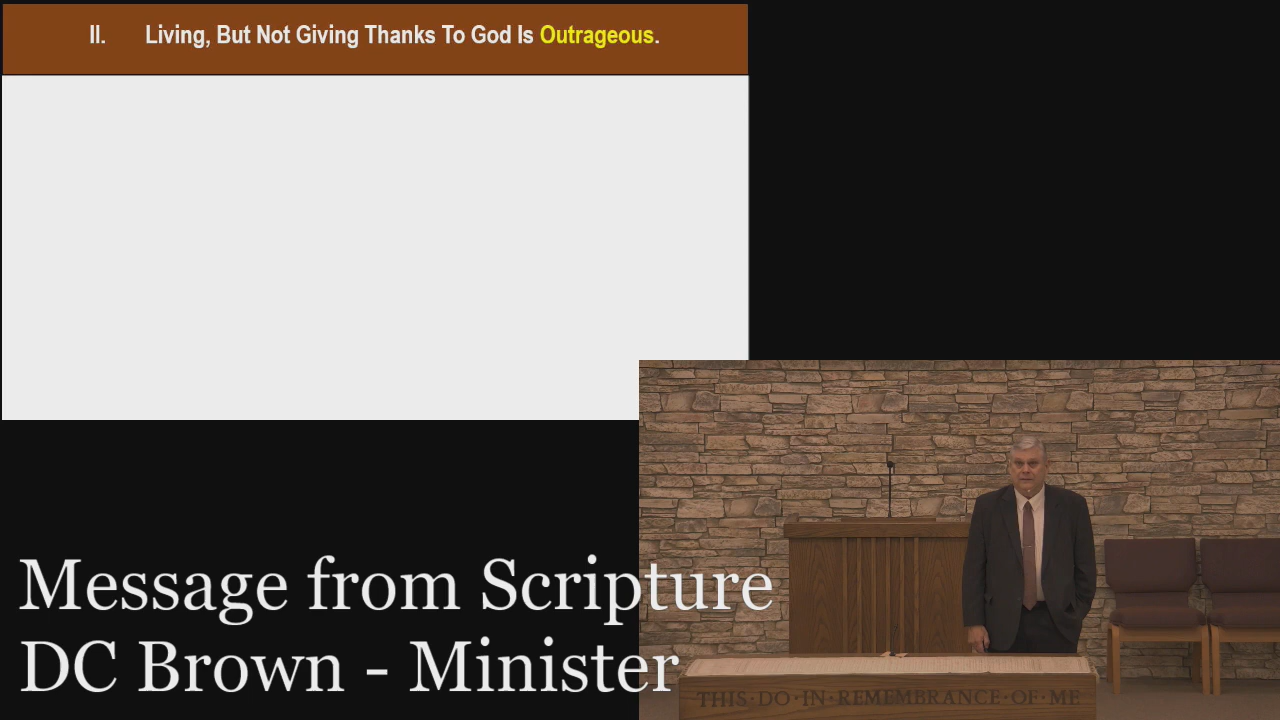 II. Living, But Not Giving Thanks To God Is Outrageous.
Message from Scripture
DC Brown - Minister
THIS·DO·IN·REMEMBRANCE·OF·ME